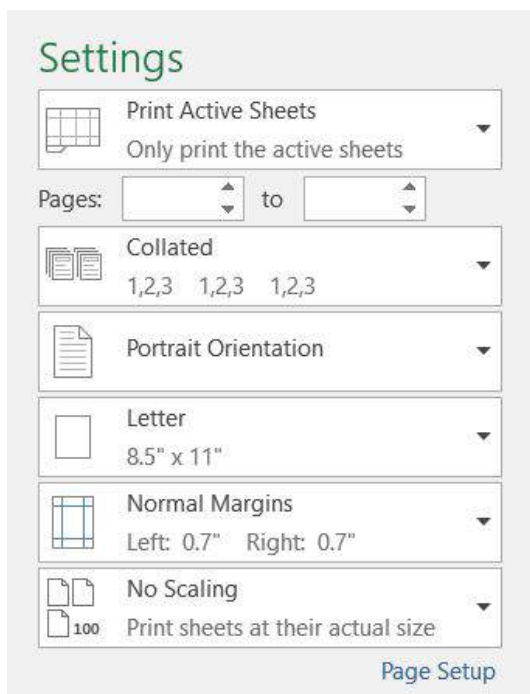 Settings
Print Active Sheets
Only print the active sheets
Pages: to
Collated
1,2,3 1,2,3 1,2,3
Portrait Orientation
Letter
8.5" x 11"
Normal Margins
Left: 0.7" Right: 0.7"
No Scaling
100 Print sheets at their actual size
Page Setup